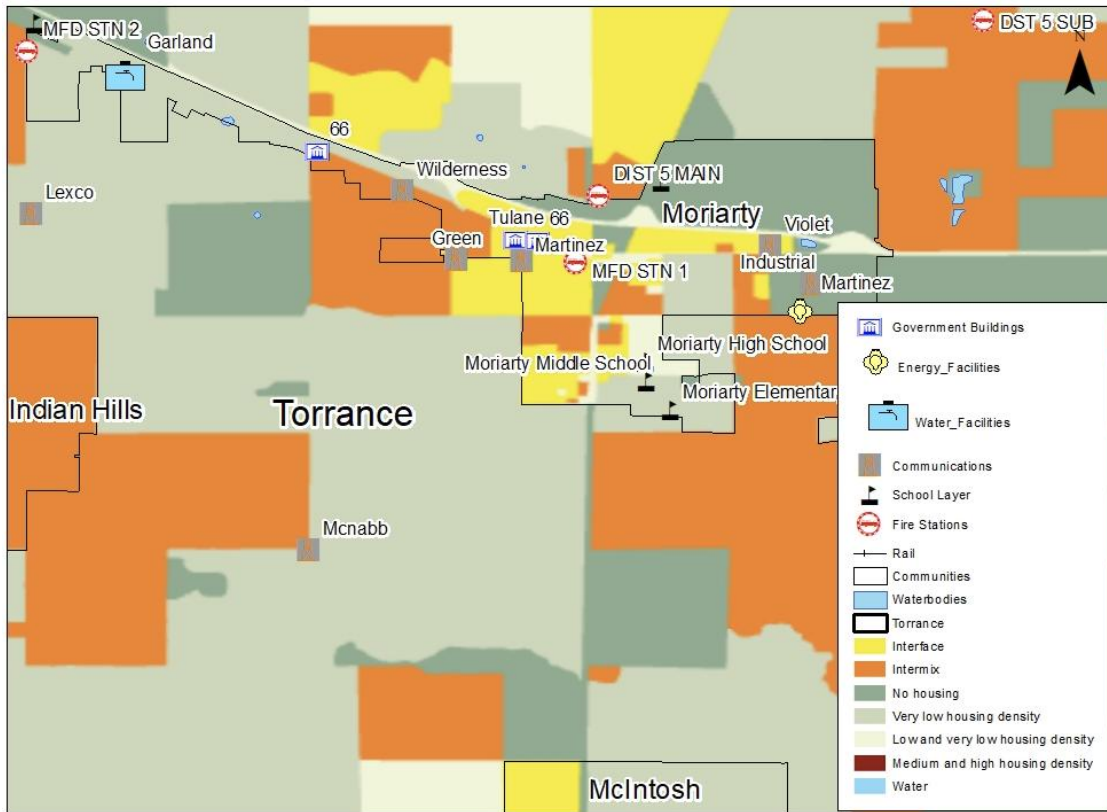 MFD STN 2
Garland
DST 5 SUB
N
66
Wilderness
Lexco
DIST 5 MAIN
Moriarty
Tulane 66
Violet
Green
Martinez
Industrial
MFD STN 1
Martinez
Moriarty High School
Moriarty Middle School
Moriarty Elementar
Indian Hills
Torrance
Mcnabb
McIntosh
Government Buildings
Energy_Facilities
Water_Facilities
Communications
School Layer
Fire Stations
Rail
Communities
Waterbodies
Torrance
Interface
Intermix
No housing
Very low housing density
Low and very low housing density
Medium and high housing density
Water